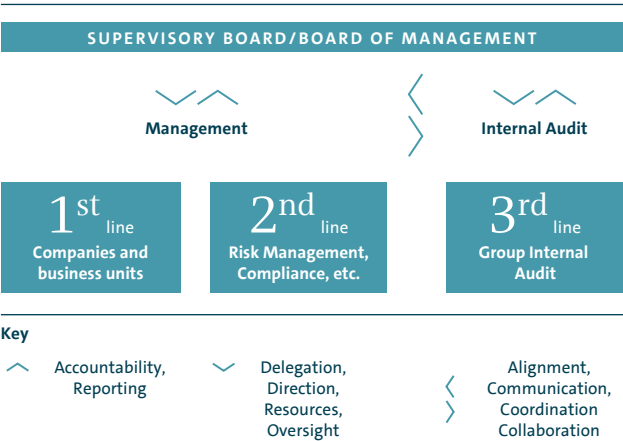 SUPERVISORY BOARD/BOARD OF MANAGEMENT
Management
Internal Audit
1st line
Companies and
business units
2nd line
Risk Management,
Compliance, etc.
3rd line
Group Internal
Audit
Key
Accountability,
Reporting
Delegation,
Direction,
Resources,
Oversight
Alignment,
Communication,
Coordination
Collaboration